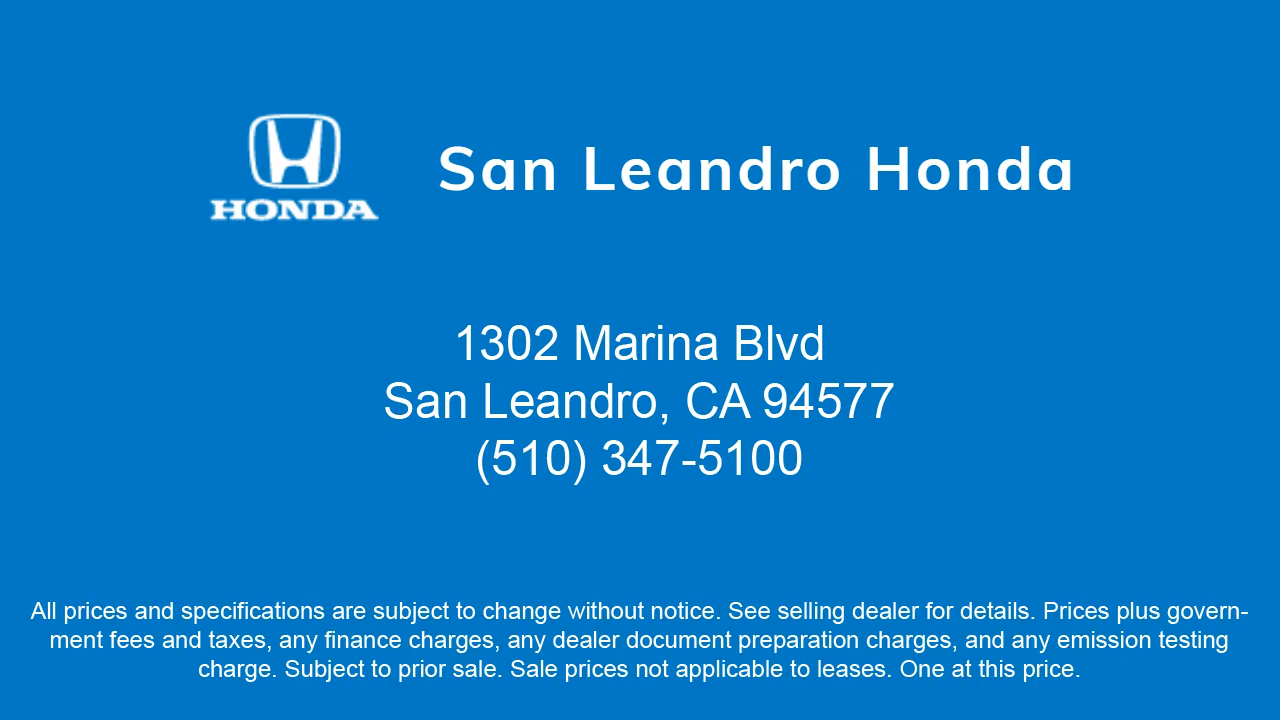 HONDA
San Leandro Honda
1302 Marina Blvd
San Leandro, CA 94577
(510) 347-5100
All prices and specifications are subject to change without notice. See selling dealer for details. Prices plus govern-
ment fees and taxes, any finance charges, any dealer document preparation charges, and any emission testing
charge. Subject to prior sale. Sale prices not applicable to leases. One at this price.